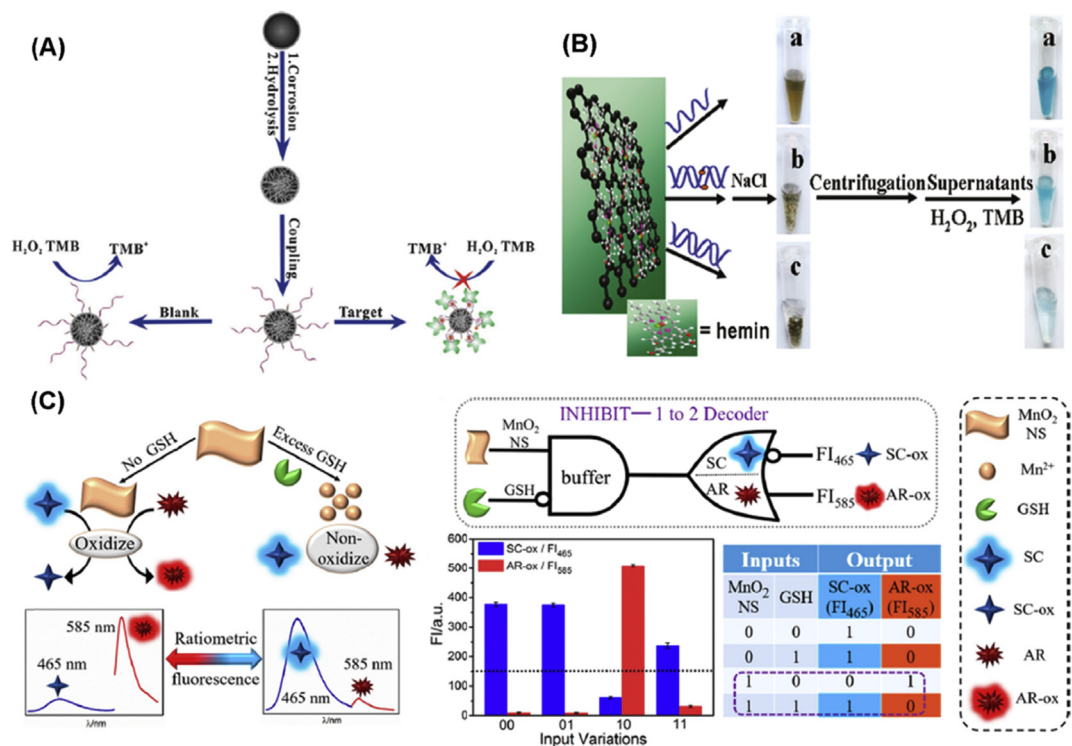 (A)
1.Corrosion
2.Hydrolysis
Coupling
H₂O₂ TMB
TMB⁺
TMB⁺
H₂O₂ TMB
Blank
Target
(B)
a
b
c
NaCl
Centrifugation
Supernatants
H₂O₂, TMB
a
b
c
= hemin
(C)
No GSH
Excess GSH
Oxidize
Non-
oxidize
585 nm
465 nm
λ/nm
Ratiometric
fluorescence
465 nm
585 nm
λ/nm
INHIBIT— 1 to 2 Decoder
MnO₂
NS
GSH
buffer
SC
AR
FI₄₆₅
SC-ox
FI₅₈₅
AR-ox
FI/a.u.
600
500
400
300
200
100
0
SC-ox / FI₄₆₅
AR-ox / FI₅₈₅
00
01
10
11
Input Variations
Inputs
Output
MnO₂
NS
GSH
SC-ox
(FI₄₆₅)
AR-ox
(FI₅₈₅)
0 0 1 0
0 1 1 0
1 0 0 1
1 1 1 0
MnO₂
NS
Mn²⁺
GSH
SC
SC-ox
AR
AR-ox